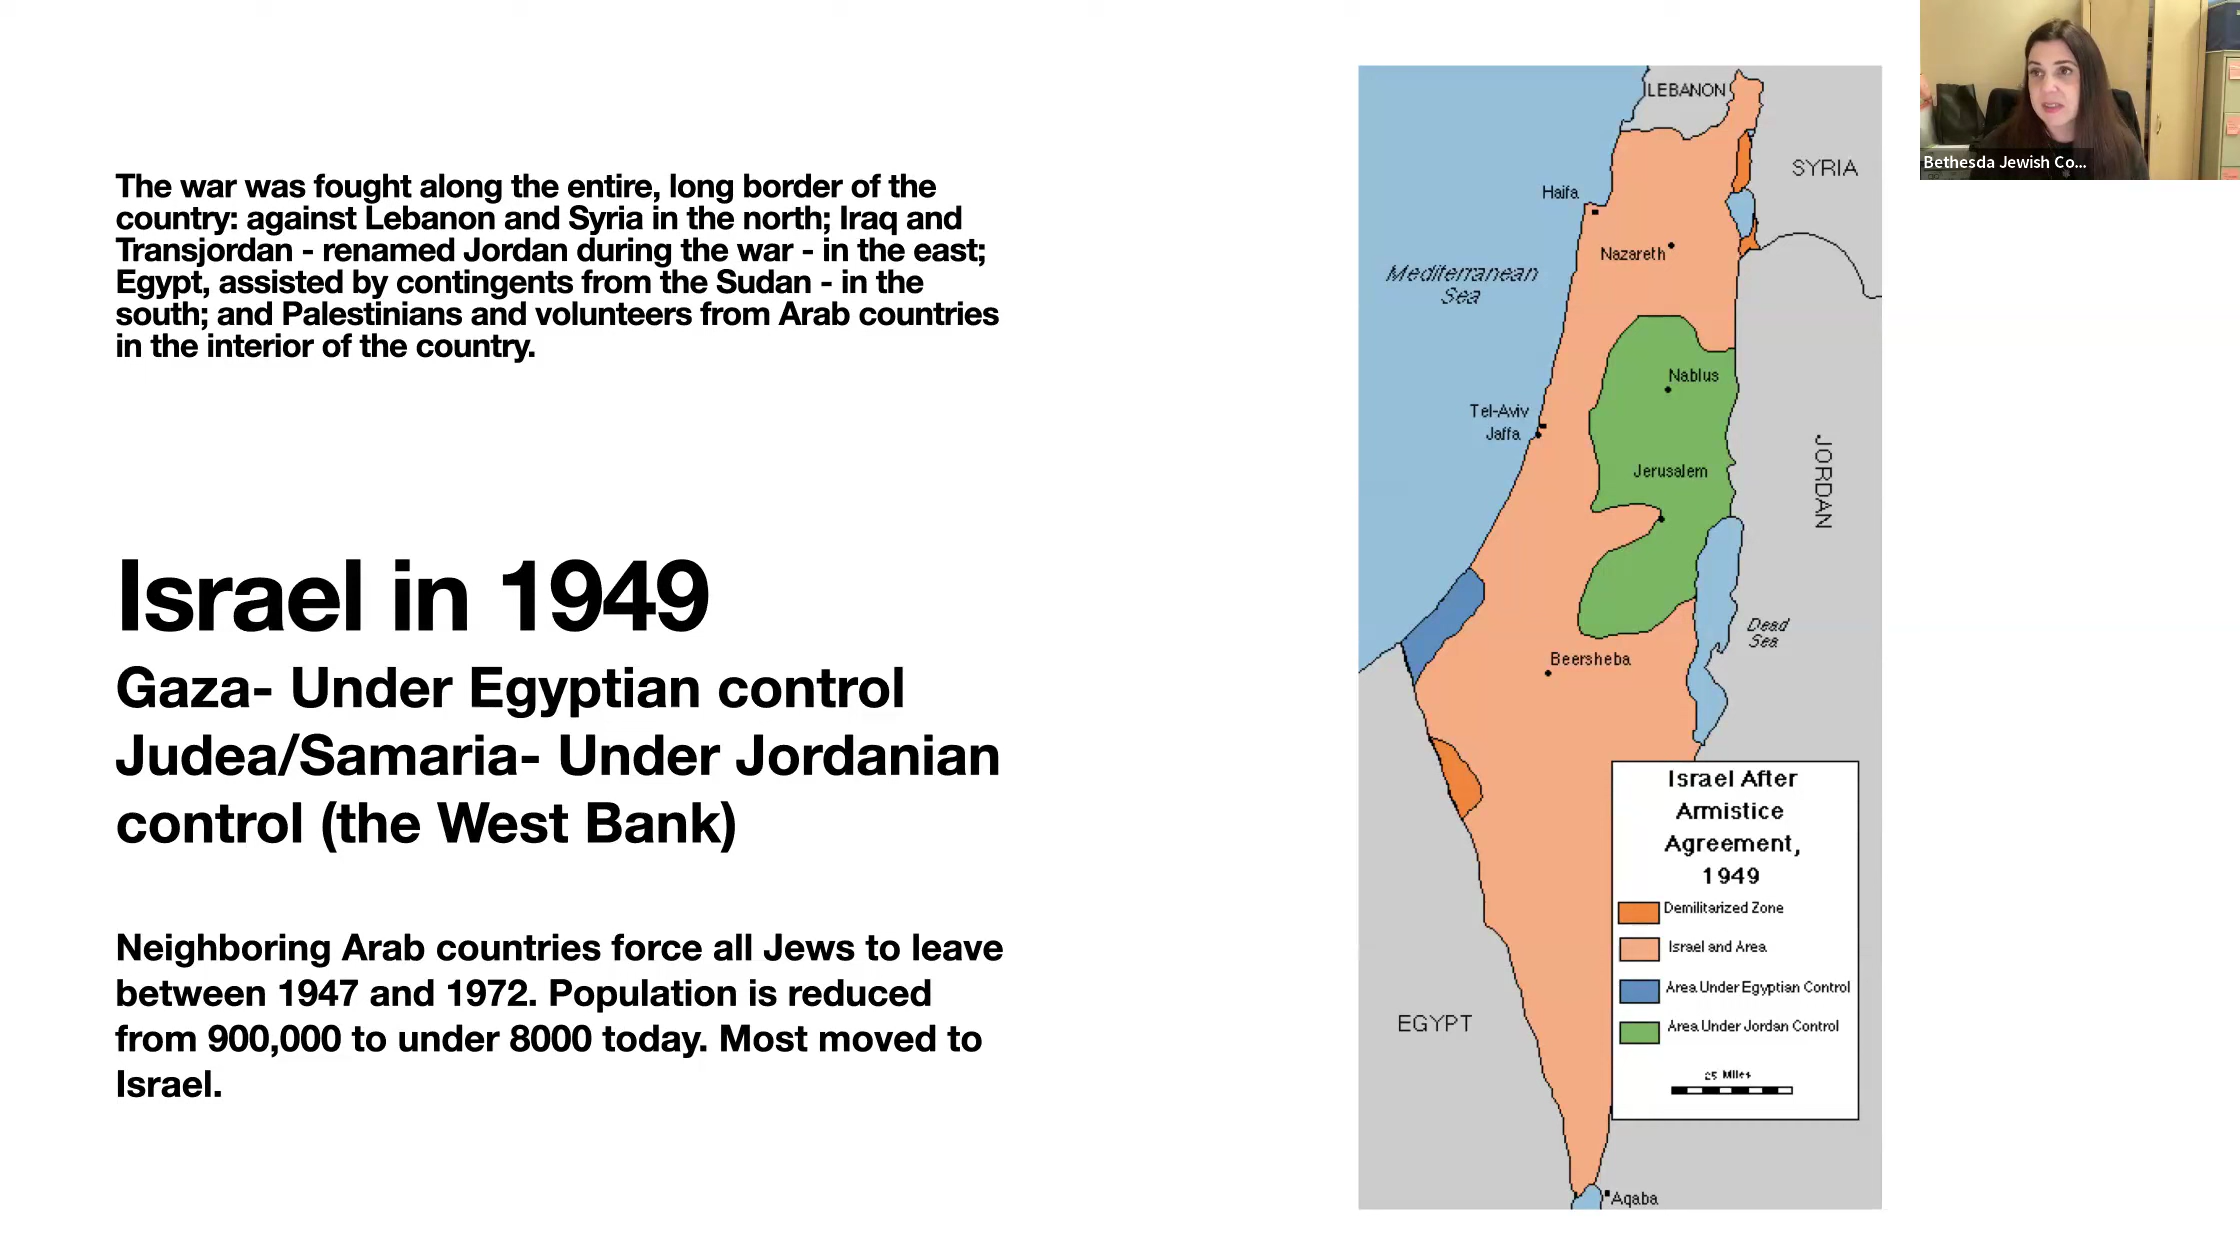 The war was fought along the entire, long border of the
country: against Lebanon and Syria in the north; Iraq and
Transjordan - renamed Jordan during the war - in the east;
Egypt, assisted by contingents from the Sudan - in the
south; and Palestinians and volunteers from Arab countries
in the interior of the country.
Israel in 1949
Gaza- Under Egyptian control
Judea/Samaria- Under Jordanian
control (the West Bank)
Neighboring Arab countries force all Jews to leave
between 1947 and 1972. Population is reduced
from 900,000 to under 8000 today. Most moved to
Israel.
LEBANON
SYRIA
Haifa
Nazareth
Mediterranean
Sea
Nablus
Tel-Aviv
Jaffa
JORDAN
Jerusalem
Dead
Sea
Beersheba
EGYPT
Aqaba
Israel After
Armistice
Agreement,
1949
Demilitarized Zone
Israel and Area
Area Under Egyptian Control
Area Under Jordan Control
25 Miles
Bethesda Jewish Co...